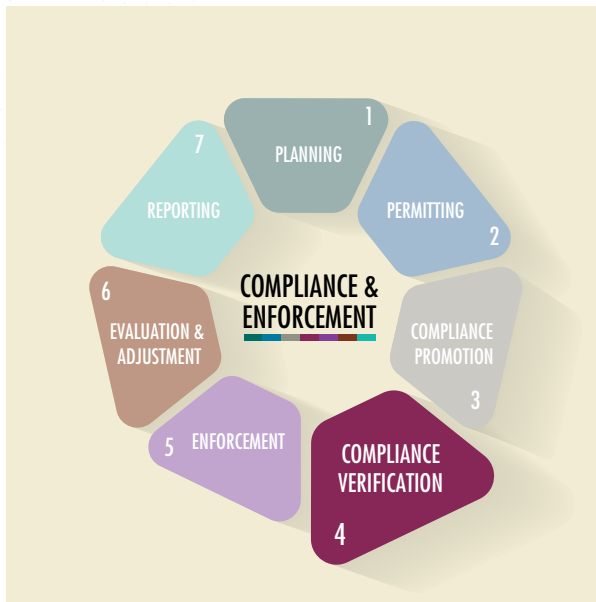 1
PLANNING
PERMITTING
2
COMPLIANCE
PROMOTION
3
COMPLIANCE
VERIFICATION
4
5
ENFORCEMENT
6
EVALUATION &
ADJUSTMENT
7
REPORTING
COMPLIANCE &
ENFORCEMENT